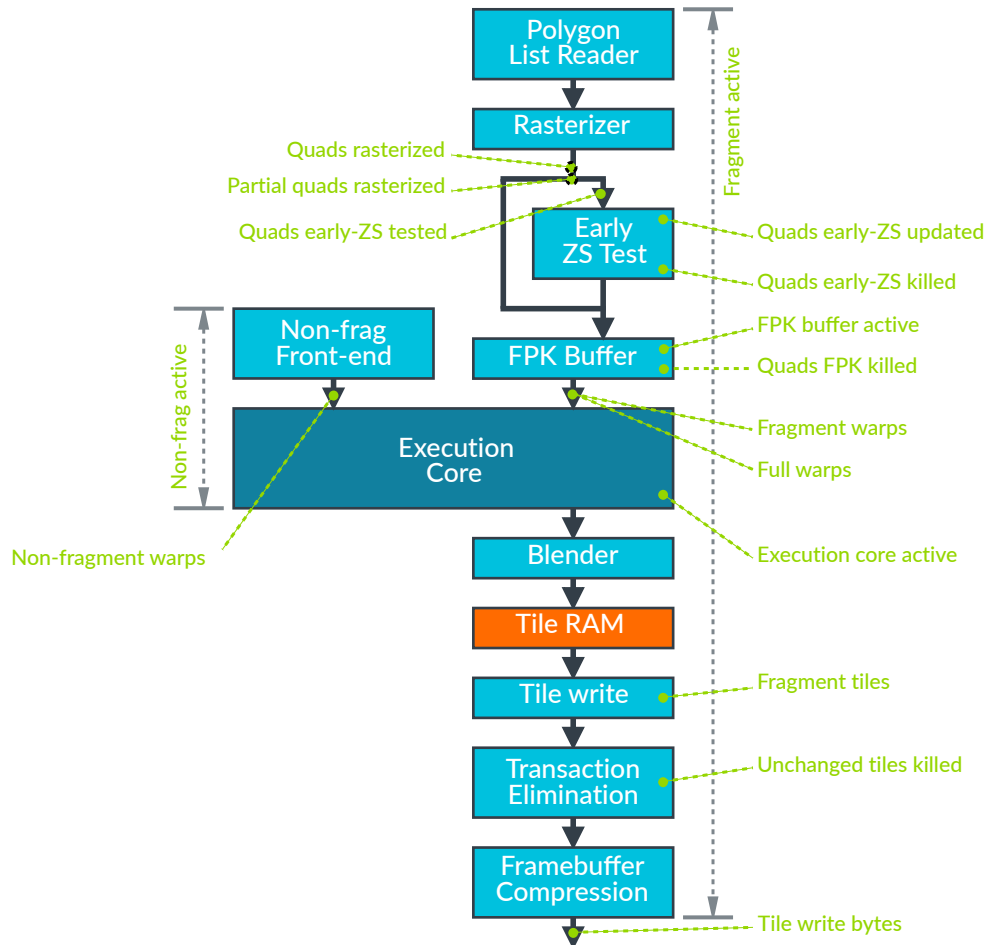 Polygon
List Reader
Fragment active
Rasterizer
Quads rasterized
Partial quads rasterized
Quads early-ZS tested
Early
ZS Test
Quads early-ZS updated
Quads early-ZS killed
Non-frag
Front-end
FPK Buffer
FPK buffer active
Quads FPK killed
Non-frag active
Execution
Core
Fragment warps
Full warps
Non-fragment warps
Blender
Execution core active
Tile RAM
Tile write
Fragment tiles
Transaction
Elimination
Unchanged tiles killed
Framebuffer
Compression
Tile write bytes